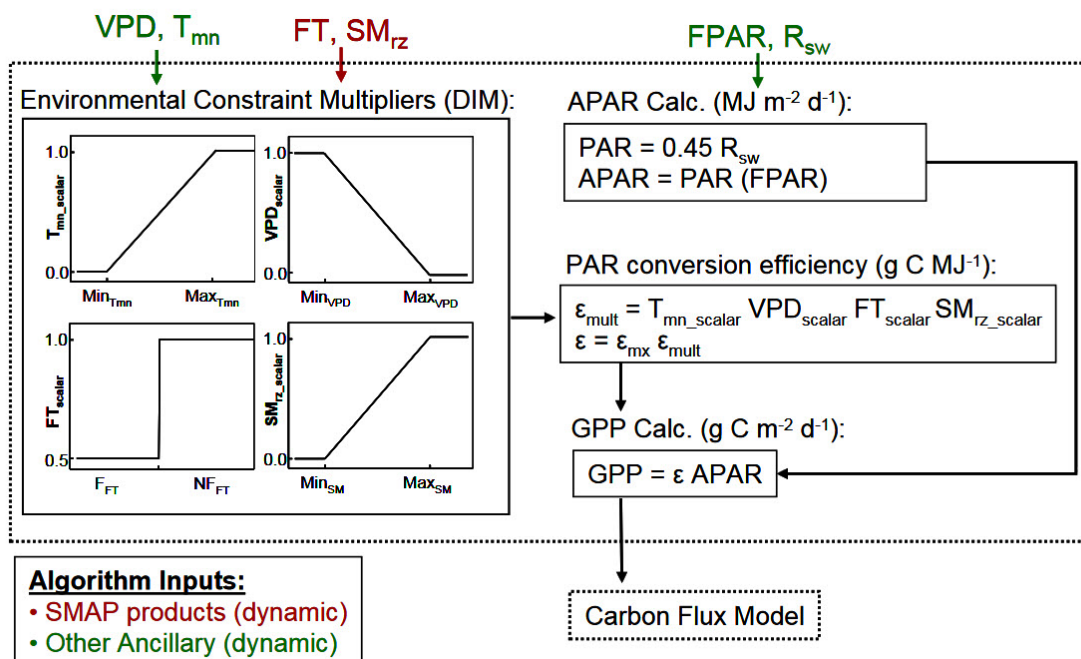 VPD, Tmn
FT, SMrz
FPAR, Rsw
Environmental Constraint Multipliers (DIM):
1.0
0.0
Tmn_scalar
MinTmn MaxTmn
1.0
0.0
VPDscalar
MinVPD MaxVPD
1.0
0.5
FTscalar
FFT NFFT
1.0
0.0
SMrz_scalar
MinSM MaxSM
APAR Calc. (MJ m-2 d-1):
PAR = 0.45 Rsw
APAR = PAR (FPAR)
PAR conversion efficiency (g C MJ-1):
εmult = Tmn_scalar VPDscalar FTscalar SMrz_scalar
ε = εmx εmult
GPP Calc. (g C m-2 d-1):
GPP = ε APAR
Carbon Flux Model
Algorithm Inputs:
• SMAP products (dynamic)
• Other Ancillary (dynamic)